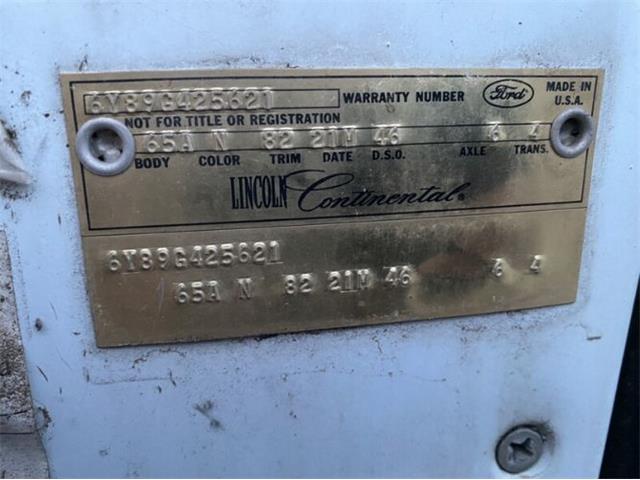 6Y89G425621 WARRANTY NUMBER Ford MADE IN
NOT FOR TITLE OR REGISTRATION U.S.A.
65A N 82 21M 46 6 4
BODY COLOR TRIM DATE D.S.O. AXLE TRANS.
LINCOLN Continental®
6Y89G425621
65A N 82 21M 46 6 4